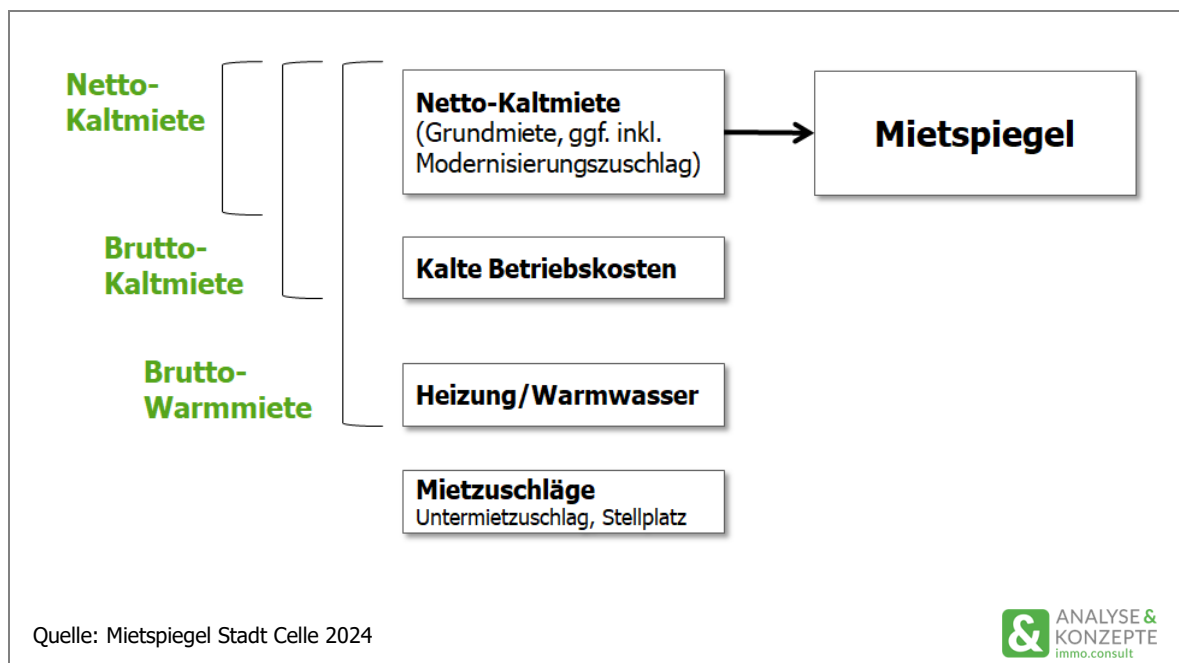 Netto-
Kaltmiete
Netto-Kaltmiete
(Grundmiete, ggf. inkl.
Modernisierungszuschlag)
Mietspiegel
Brutto-
Kaltmiete
Kalte Betriebskosten
Brutto-
Warmmiete
Heizung/Warmwasser
Mietzuschläge
Untermietzuschlag, Stellplatz
Quelle: Mietspiegel Stadt Celle 2024
&
ANALYSE &
KONZEPTE
immo.consult